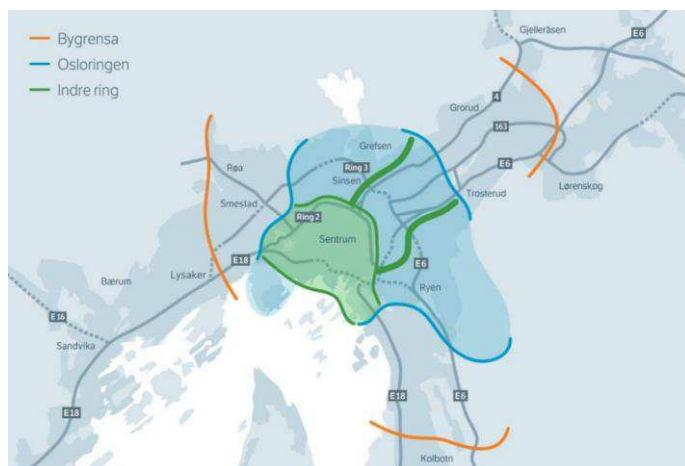 Bygrensa
Osloringen
Indre ring
Gjelleråsen
E6
Grorud
4
163
Grefsen
Ring 3
Sinsen
E6
Lørenskog
Røa
Trosterud
Smestad
Ring 2
Sentrum
E18
Lysaker
E6
Bærum
Ryen
E16
Sandvika
E18
E18
E6
Kolbotn